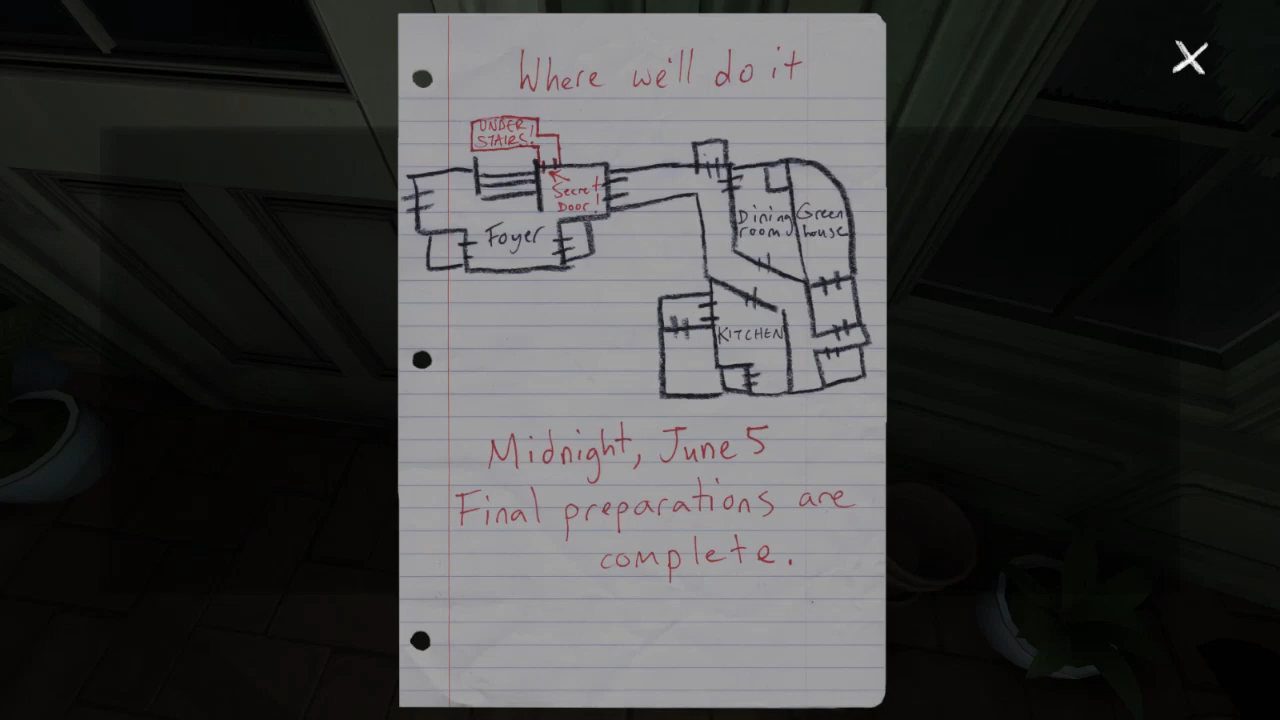 Where we'll do it
UNDER
STAIRS!
Secret
Door!
Foyer
Dining
room
Green
house
KITCHEN
Midnight, June 5
Final preparations are
complete.